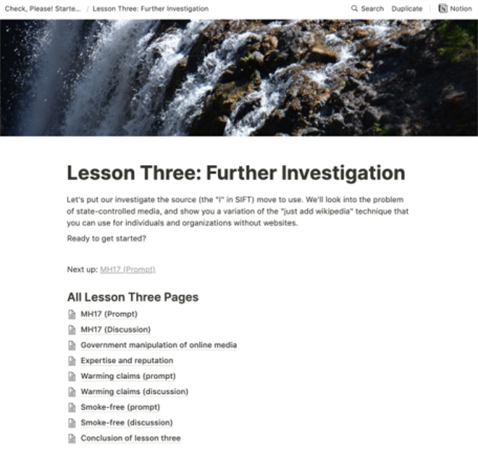 Check, Please! Starte... / Lesson Three: Further Investigation Search Duplicate Notion
Lesson Three: Further Investigation
Let's put our investigate the source (the "I" in SIFT) move to use. We'll look into the problem
of state-controlled media, and show you a variation of the "just add wikipedia" technique that
you can use for individuals and organizations without websites.
Ready to get started?
Next up: MH17 (Prompt)
All Lesson Three Pages
MH17 (Prompt)
MH17 (Discussion)
Government manipulation of online media
Expertise and reputation
Warming claims (prompt)
Warming claims (discussion)
Smoke-free (prompt)
Smoke-free (discussion)
Conclusion of lesson three